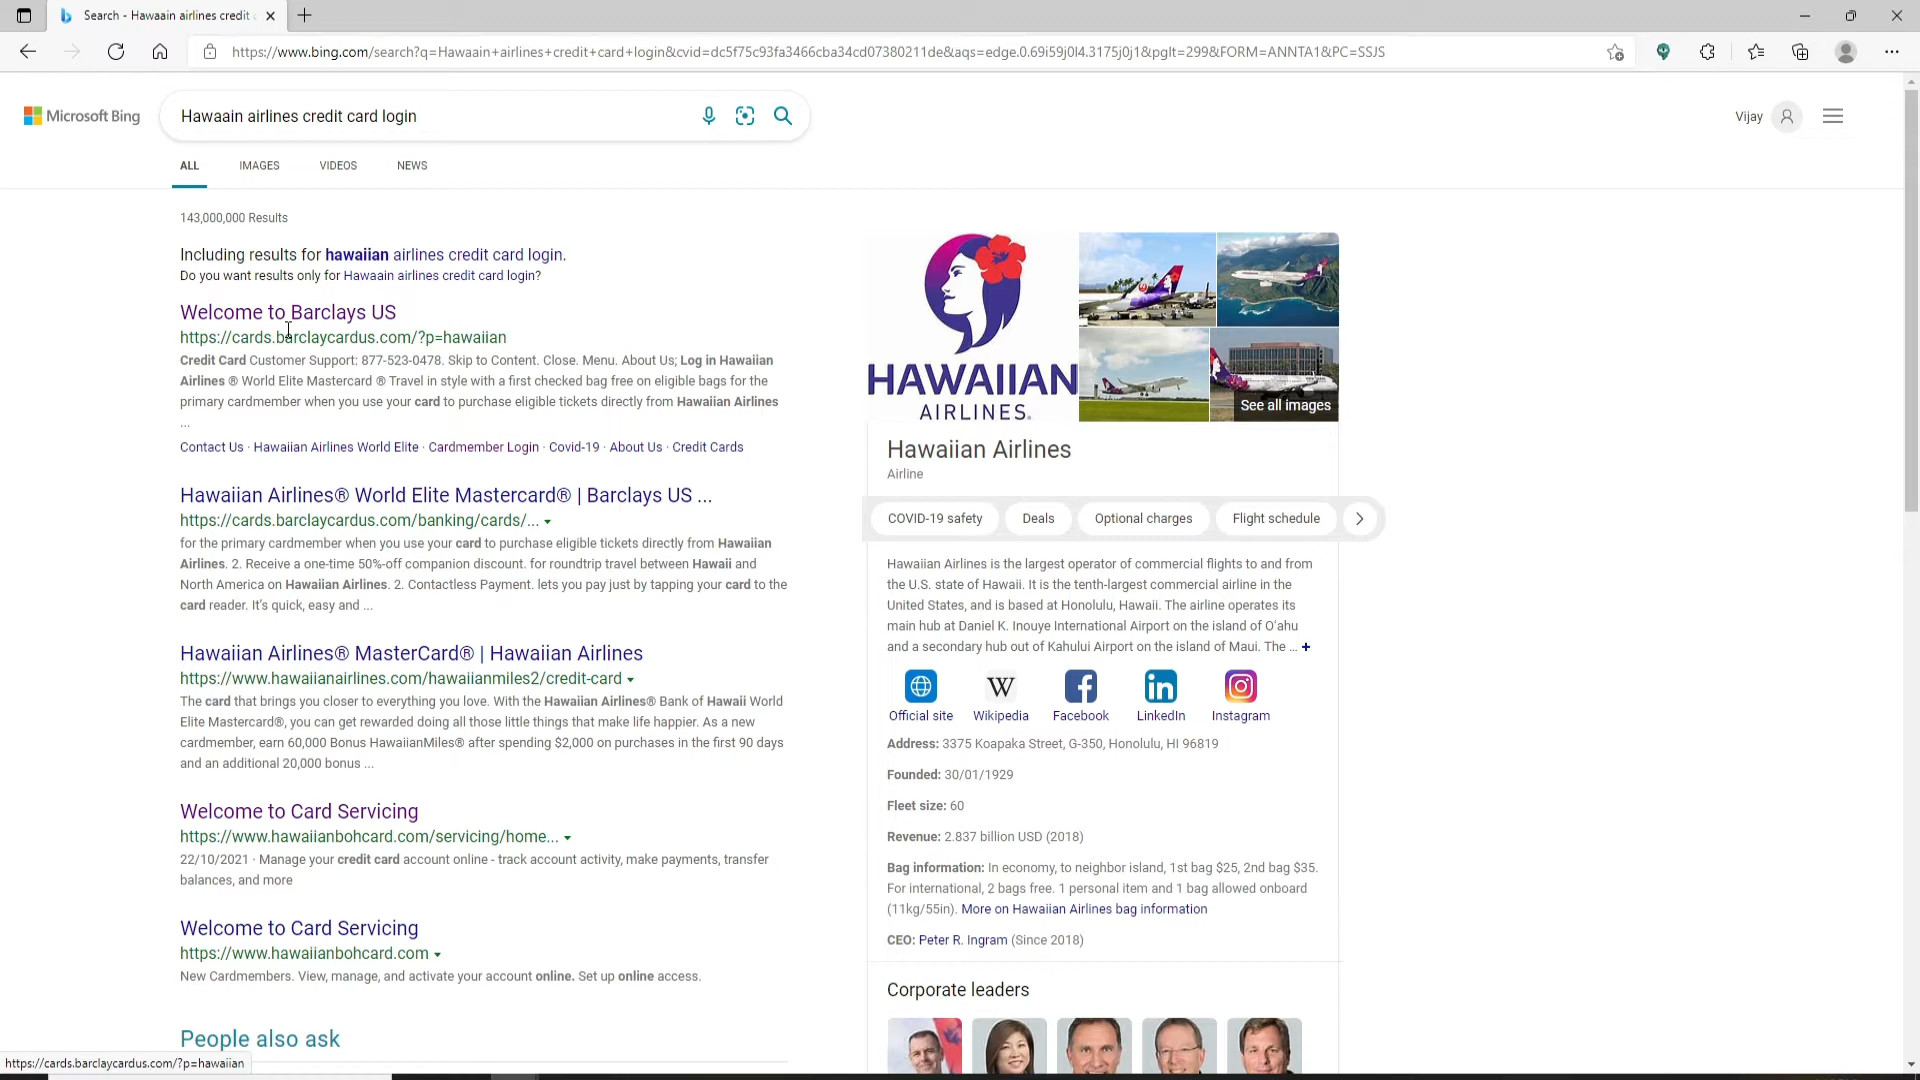 Search - Hawaain airlines credit c
https://www.bing.com/search?q=Hawaain+airlines+credit+card+login&cvid=dc5f75c93fa3466cba34cd07380211de&aqs=edge.0.69i59j0l4.3175j0j1&pglt=299&FORM=ANNTA1&PC=SSJS
Microsoft Bing
Hawaain airlines credit card login
Vijay
ALL
IMAGES
VIDEOS
NEWS
143,000,000 Results
Including results for hawaiian airlines credit card login.
Do you want results only for Hawaain airlines credit card login?
Welcome to Barclays US
https://cards.barclaycardus.com/?p=hawaiian
Credit Card Customer Support: 877-523-0478. Skip to Content. Close. Menu. About Us; Log in Hawaiian
Airlines ® World Elite Mastercard ® Travel in style with a first checked bag free on eligible bags for the
primary cardmember when you use your card to purchase eligible tickets directly from Hawaiian Airlines
...
Contact Us · Hawaiian Airlines World Elite · Cardmember Login · Covid-19 · About Us · Credit Cards
Hawaiian Airlines® World Elite Mastercard® | Barclays US ...
https://cards.barclaycardus.com/banking/cards/...
for the primary cardmember when you use your card to purchase eligible tickets directly from Hawaiian
Airlines. 2. Receive a one-time 50%-off companion discount. for roundtrip travel between Hawaii and
North America on Hawaiian Airlines. 2. Contactless Payment. lets you pay just by tapping your card to the
card reader. It's quick, easy and ...
Hawaiian Airlines® MasterCard® | Hawaiian Airlines
https://www.hawaiianairlines.com/hawaiianmiles2/credit-card
The card that brings you closer to everything you love. With the Hawaiian Airlines® Bank of Hawaii World
Elite Mastercard®, you can get rewarded doing all those little things that make life happier. As a new
cardmember, earn 60,000 Bonus HawaiianMiles® after spending $2,000 on purchases in the first 90 days
and an additional 20,000 bonus ...
Welcome to Card Servicing
https://www.hawaiianbohcard.com/servicing/home...
22/10/2021 · Manage your credit card account online - track account activity, make payments, transfer
balances, and more
Welcome to Card Servicing
https://www.hawaiianbohcard.com
New Cardmembers. View, manage, and activate your account online. Set up online access.
People also ask
https://cards.barclaycardus.com/?p=hawaiian
HAWAIIAN
AIRLINES.
See all images
Hawaiian Airlines
Airline
COVID-19 safety
Deals
Optional charges
Flight schedule
Hawaiian Airlines is the largest operator of commercial flights to and from
the U.S. state of Hawaii. It is the tenth-largest commercial airline in the
United States, and is based at Honolulu, Hawaii. The airline operates its
main hub at Daniel K. Inouye International Airport on the island of O'ahu
and a secondary hub out of Kahului Airport on the island of Maui. The ... +
W
Official site
Wikipedia
Facebook
LinkedIn
Instagram
Address: 3375 Koapaka Street, G-350, Honolulu, HI 96819
Founded: 30/01/1929
Fleet size: 60
Revenue: 2.837 billion USD (2018)
Bag information: In economy, to neighbor island, 1st bag $25, 2nd bag $35.
For international, 2 bags free. 1 personal item and 1 bag allowed onboard
(11kg/55in). More on Hawaiian Airlines bag information
CEO: Peter R. Ingram (Since 2018)
Corporate leaders